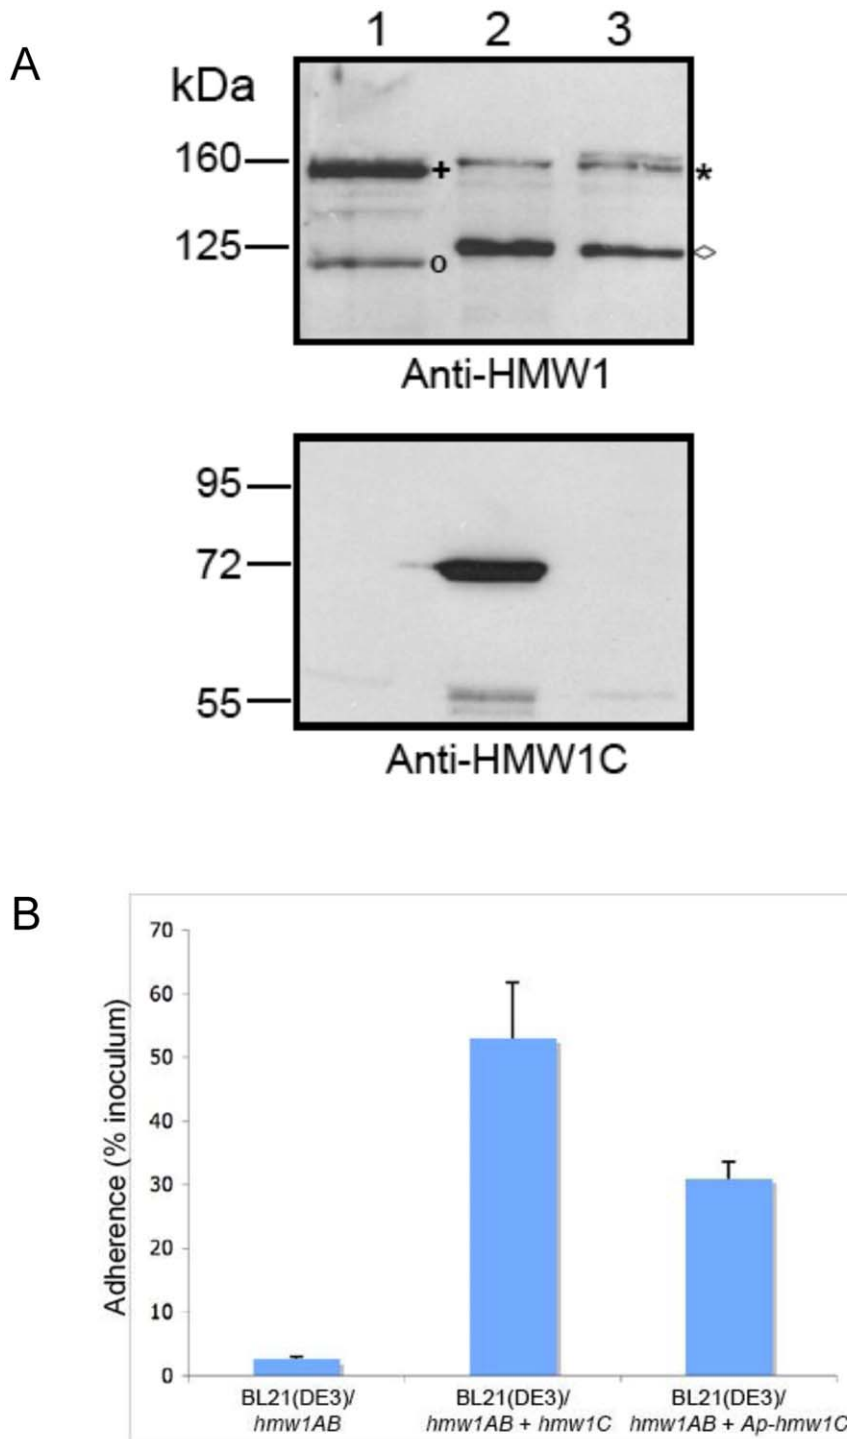 A
1 2 3
kDa
160
+
*
125
o
◇
Anti-HMW1
95
72
55
Anti-HMW1C
B
Adherence (% inoculum)
70
60
50
40
30
20
10
0
BL21(DE3)/ BL21(DE3)/ BL21(DE3)/
hmw1AB hmw1AB + hmw1C hmw1AB + Ap-hmw1C